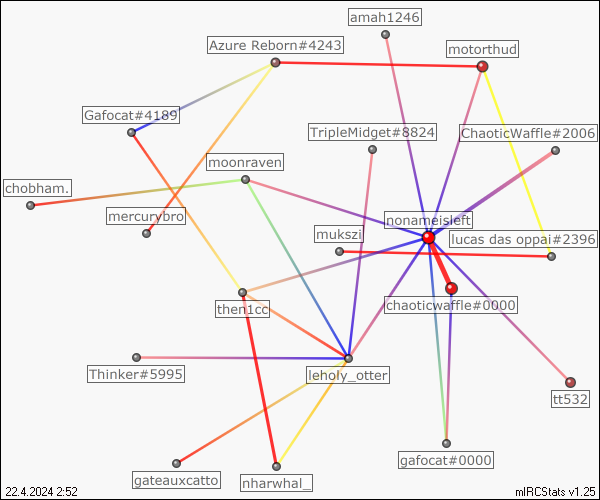 amah1246
Azure Reborn#4243
motorthud
Gafocat#4189
TripleMidget#8824
ChaoticWaffle#2006
moonraven
chobham.
mercurybro
nonameisleft
mukszi
lucas das oppai#2396
then1cc
chaoticwaffle#0000
Thinker#5995
leholy_otter
tt532
gafocat#0000
gateauxcatto
nharwhal_
22.4.2024 2:52
mIRCStats v1.25